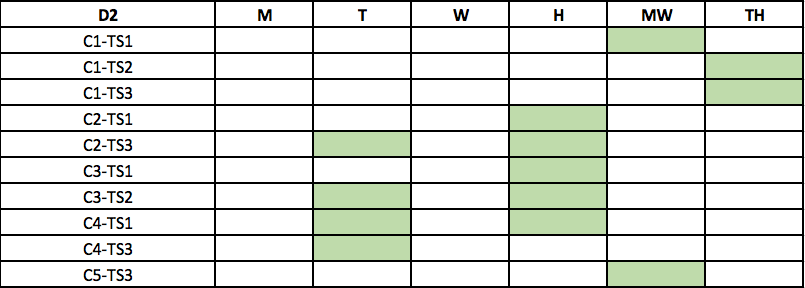 D2 M T W H MW TH
C1-TS1
C1-TS2
C1-TS3
C2-TS1
C2-TS3
C3-TS1
C3-TS2
C4-TS1
C4-TS3
C5-TS3